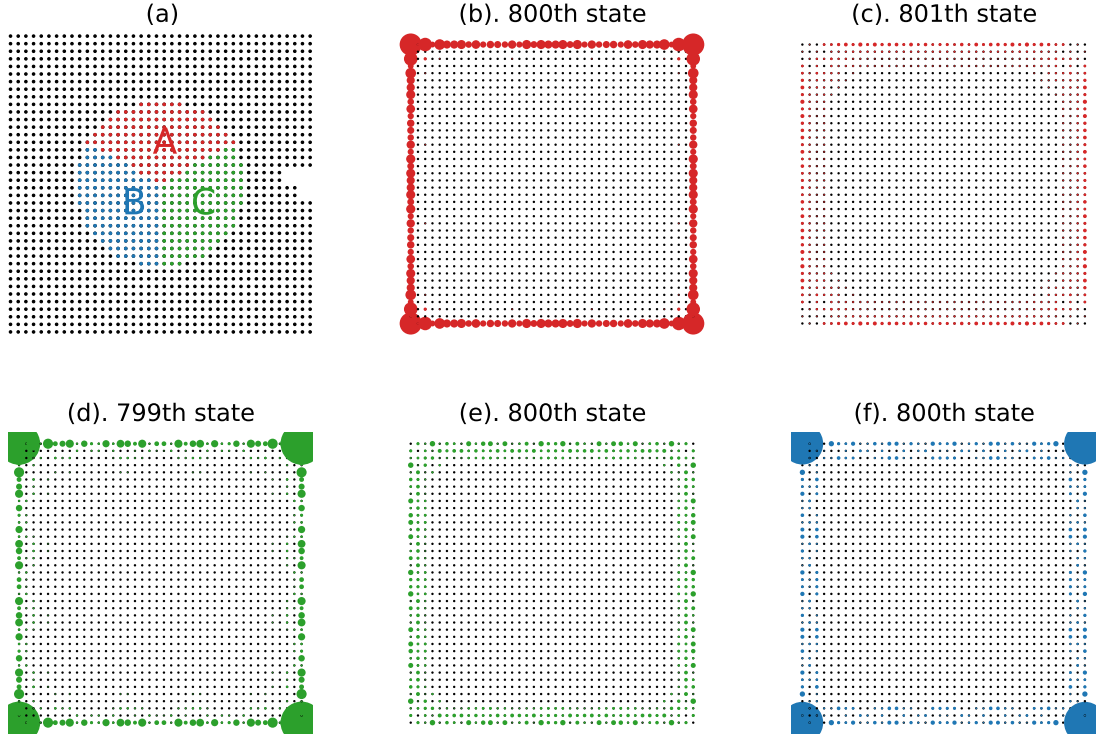 (a)
(b). 800th state
(c). 801th state
A
B
C
(d). 799th state
(e). 800th state
(f). 800th state